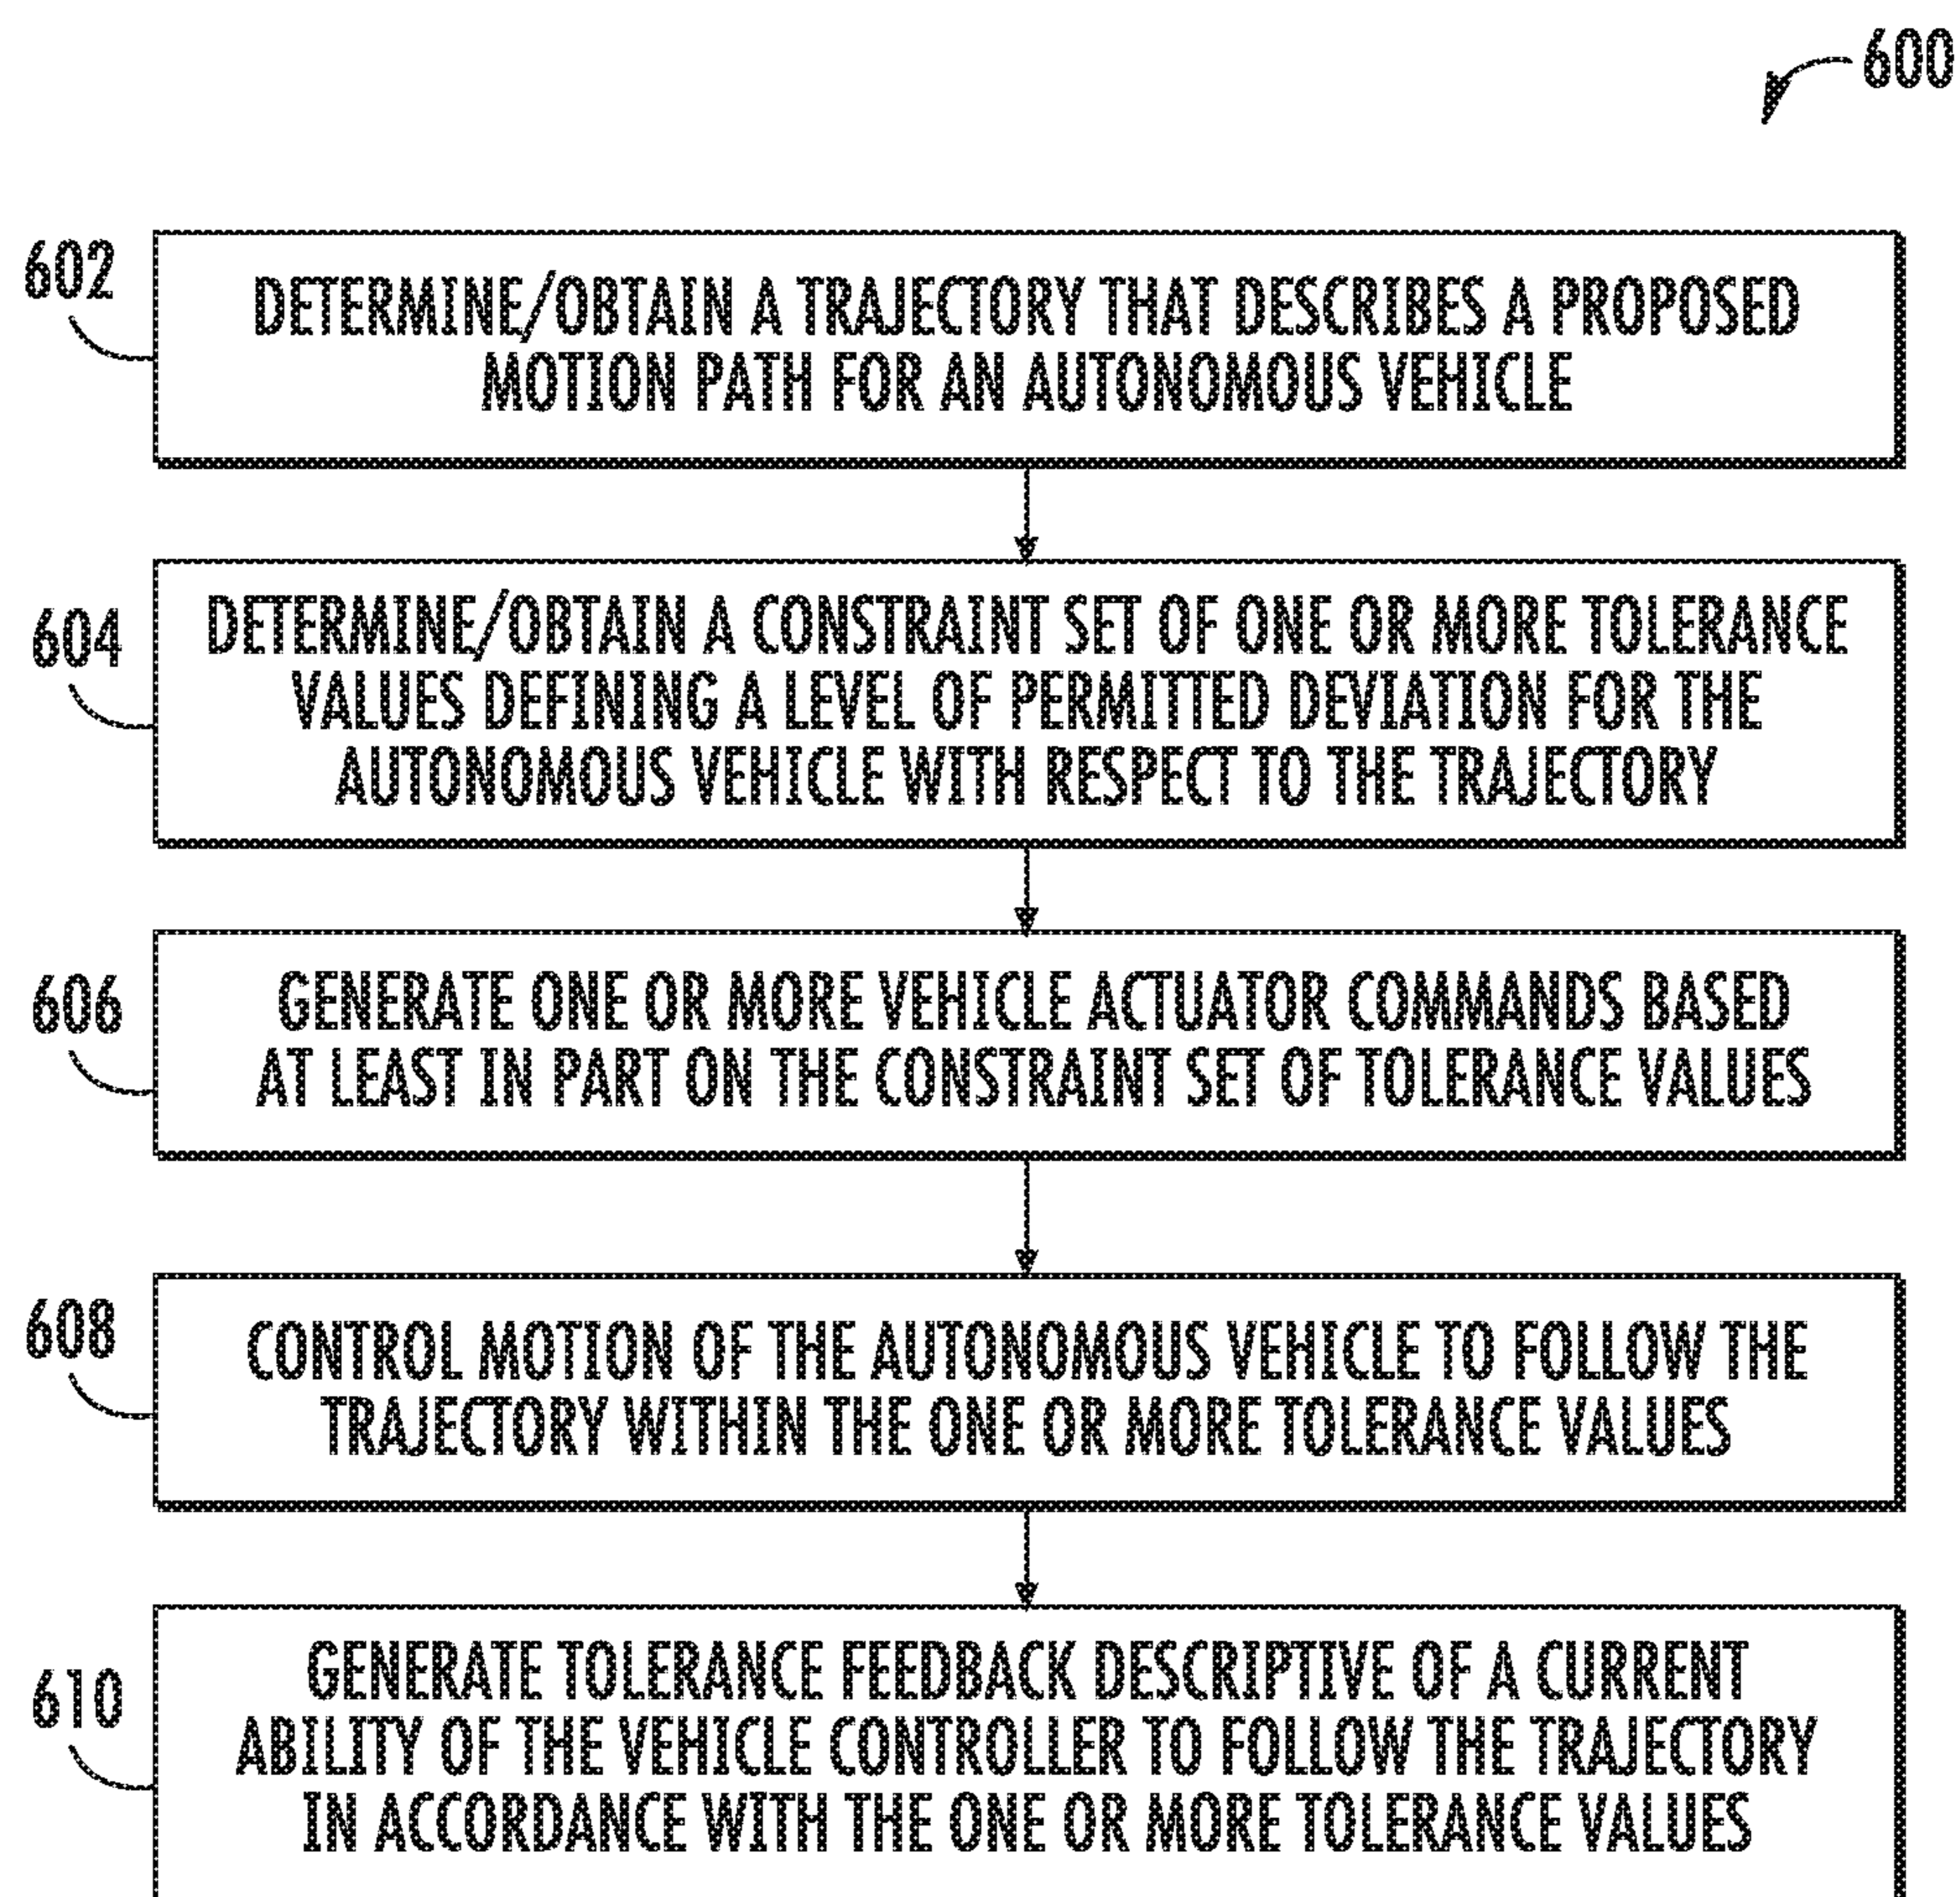 600
602
DETERMINE/OBTAIN A TRAJECTORY THAT DESCRIBES A PROPOSED
MOTION PATH FOR AN AUTONOMOUS VEHICLE
604
DETERMINE/OBTAIN A CONSTRAINT SET OF ONE OR MORE TOLERANCE
VALUES DEFINING A LEVEL OF PERMITTED DEVIATION FOR THE
AUTONOMOUS VEHICLE WITH RESPECT TO THE TRAJECTORY
606
GENERATE ONE OR MORE VEHICLE ACTUATOR COMMANDS BASED
AT LEAST IN PART ON THE CONSTRAINT SET OF TOLERANCE VALUES
608
CONTROL MOTION OF THE AUTONOMOUS VEHICLE TO FOLLOW THE
TRAJECTORY WITHIN THE ONE OR MORE TOLERANCE VALUES
610
GENERATE TOLERANCE FEEDBACK DESCRIPTIVE OF A CURRENT
ABILITY OF THE VEHICLE CONTROLLER TO FOLLOW THE TRAJECTORY
IN ACCORDANCE WITH THE ONE OR MORE TOLERANCE VALUES